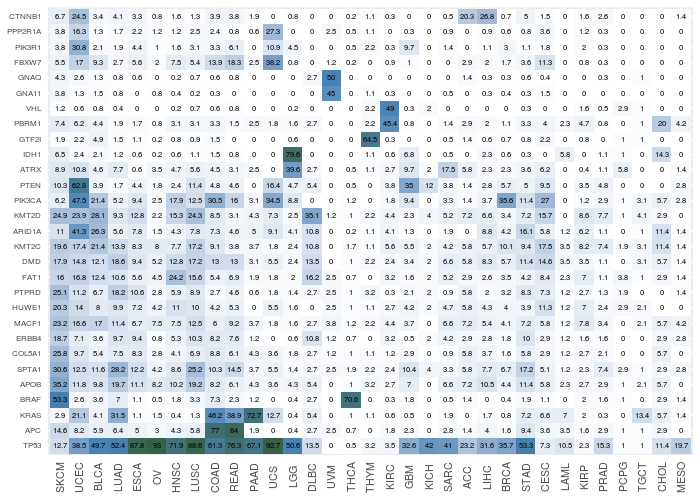 CTNNB1 6.7 24.5 3.4 4.1 3.3 0.8 1.6 1.3 3.9 3.8 1.9 0 0.8 0 0 0.2 1.1 0.3 0 0 0.4 20.3 26.8 0.7 5 1.5 0 1.6 2.6 0 0 0 1.4
PPP2R1A 3.8 16.3 1.3 1.7 2.2 1.2 1.2 2.5 2.4 0.8 0 27.3 0 0 2.5 0.5 1.1 0 0.3 0 0.9 0 0.6 0.8 3.6 0 0 1.2 0.3 0 0 0 0
PIK3R1 3.8 30.8 2.1 1.9 4.4 1 1.6 3.1 3.3 6.1 0 10.9 4.5 0 0 0.5 2.2 0.3 9.7 0 1.4 0 1.1 3 1.8 2 0 0.4 0.3 0 0 0 0
FBXW7 5.5 17 9.3 2.7 5.6 2 7.5 5.4 13.9 18.3 2.5 38.2 0.8 0 1.2 0 0 0.9 0 0 0 2.2 2 1.7 3.6 11.3 0 0 0.6 0 0 0 0
GNAQ 4.3 2.6 1.3 0.8 0.6 0 0.2 0.7 0.6 0.8 0 0 0 2.7 50 0 0 0 0 0 0.4 1.4 0.3 0.3 0.6 0.4 0 0 0.3 0 1 0 0
GNA11 3.8 1.3 1.5 0.8 0 0.4 0.7 0.2 0.8 0 0 0 0.8 0 45 0 1.1 0.3 0 0 0 0 0.3 0 0.9 0 0 0 0 0 1 0 0
VHL 1.2 0.6 0.8 0.4 0 0 0.2 0.7 0.6 0 0 0 0.2 0 0 0 2.2 49 0.3 2 0 0 0 0 0.3 0 0 1.6 0.5 2.9 0 0 0
PBRM1 7.4 6.2 4.4 1.9 1.7 0.8 3.1 3.3 1.5 2.5 1.8 1.6 0.7 0 0 0 2.2 45.4 0.8 0 1.7 2.2 3.4 1 4.2 3.1 2.3 4.7 0.8 0 0 20 4.2
GTF2I 1.9 2.2 4.9 1.5 1.1 0.2 0.8 0.9 1.5 0 0 0 0.6 0 0 0 64.5 0 0 0 0.5 1.4 0.6 0.7 0.8 2.2 0 0.8 0 0 1 0 0
IDH1 6.5 2.4 2.1 1.2 0.6 0.2 0.6 1.1 1.5 0.8 0 0 79.6 0 0 0 1.1 0.6 6.8 0 0.5 0 2.3 0.6 0.3 0 5.8 0 1 0 0 14.3 0
ATRX 8.9 10.8 4.6 7.7 0.6 3.5 4.7 5.6 4.5 3.1 2.5 1.8 39.6 0 0 0.5 1.1 2.7 9.7 2 17.5 5.8 2.3 2.3 3.6 6.2 0 0.4 1 5.8 0 0 1.4
PTEN 10.3 62.8 3.9 1.7 4.4 1.8 2.4 11.4 4.8 4.6 0 16.4 4.7 5.4 0 0 0 3.8 35 12 3.8 1.4 2.8 5.7 5 9.5 0 3.5 4.8 0 0 0 2.8
PIK3CA 6.2 47.5 21.4 5.2 9.4 2.5 17.9 12.5 30.5 16 3.1 34.5 8.8 0 0 0 0 1.8 9.4 0 3.3 1.4 4 35.6 11.4 27 0 1.2 2.9 1 3.1 5.7 2.8
KMT2D 24.9 23.9 28.1 9.3 12.8 2.2 15.3 24.3 8.5 3.1 4.3 7.3 2.5 35.1 1.2 1 2.2 4.4 2.3 4 5.2 7.2 6.6 3.4 7.2 15.7 0 8.6 7.7 1 4.1 2.9 0
ARID1A 11 41.3 26.3 5.6 7.8 1.5 4.3 7.8 7.3 4.6 5 9.1 4.1 10.8 0 0.2 1.1 4.1 1.3 0 1.9 0 8.8 4.2 16.1 5.8 1.2 6.2 1.1 0 0 11.4 1.4
KMT2C 19.6 17.4 21.4 13.9 8.3 8 7.7 17.2 9.1 3.8 3.7 1.8 2.4 10.8 0 1.7 1.1 5.6 5.5 2 4.2 5.8 5.7 10.1 9.4 17.5 3.5 8.2 7.4 1.9 3.1 11.4 1.4
DMD 17.9 14.8 12.1 18.6 9.4 5.2 12.8 17.2 13 13 3.1 5.5 2.4 13.5 0 1 2.2 3.4 3.4 2 6.6 5.8 8.3 5.7 11.4 14.6 3.5 3.5 1.1 0 3.1 5.7 1.4
FAT1 16 16.8 12.4 10.6 5.6 4.5 24.2 15.6 5.4 6.9 1.9 1.8 2 16.2 2.5 0.7 0 3.2 1.6 0 5.2 2.9 2.6 3.5 4.2 8.4 2.3 7 1.1 3.8 1 2.9 1.4
PTPRD 25.1 11.2 6.7 18.2 10.6 2.8 5.9 8.9 4.6 2.3 0.6 1.8 1.4 2.7 2.5 1 1.1 3.2 0.3 2.1 2.9 0 5.8 2 2.4 8.3 3.3 1.2 1.3 1.9 0 1.4
HUWE1 20.3 14 8 9.9 7.2 2 11 10 4.2 5.3 0 5.5 1.6 2.7 2.5 0.2 1.1 2.7 4.2 2 4.7 5.8 4.3 4 3.9 11.3 1.2 7 2.4 2.9 2.1 0 0
MACF1 23.2 16.6 17 11.4 6.7 7.5 7.5 12.5 6 9.2 3.7 1.8 1.6 2.7 3.8 1.2 2.2 4.4 3.7 0 6.6 7.2 5.4 4.1 7.2 5.8 1.2 7.8 3.4 0 2.1 5.7 4.2
ERBB4 18.7 7.1 3.6 9.7 9.4 0.8 5.3 10.3 8.2 7.6 1.2 0 0.6 10.8 1.2 0.7 0 5.2 0 1.6 2 4.2 2.9 2.8 1.8 10 2.9 1.2 2.3 0 0 2.9 2.8
COL5A1 25.8 9.7 5.4 7.5 8.3 2.8 4.1 6.9 8.8 6.1 4.3 3.6 1.8 2.7 1.2 1 1.1 1.2 2.9 0 0.9 5.8 3.7 1.6 5.8 2.9 1.2 2.7 2.1 0 0 5.7 0
SPTA1 30.6 12.5 11.6 28.2 12.2 4.2 8.6 25.2 10.3 14.5 3.7 3.6 1.8 2.7 1.2 1.4 1.1 2.4 10.4 4 3.3 5.8 7.7 6.7 17.2 5.1 2.3 3.4 2.4 2.9 1 5.7 2.8
APOB 35.2 11.8 9.8 19.7 11.1 8.2 10.2 19.2 8.2 6.1 4.3 3.6 4.3 5.4 0 1 3.2 2.7 7 0 6.2 7.2 10.5 4.4 11.4 5.8 2.3 2.7 2.9 1 2.1 5.7 0
BRAF 53.3 3.6 2.6 7 1.1 0.5 1.8 3.3 7.3 2.3 1.2 0 0.4 2.7 0 70.6 0 0.3 1.8 0 0.5 1.4 0.9 0.4 3.3 1.1 0 2 1.6 1 0 2.9 1.4
KRAS 2.9 21.1 4.1 31.5 1.1 1.5 0.4 1.3 46.2 38.9 72.7 12.7 0.4 5.4 0 1 1.1 0.6 0.5 0 0.9 0 1.7 0.8 7.2 6.6 7 2 0.4 0 13.4 5.7 1.4
APC 14.6 8.2 5.9 6.4 5 2.2 4.3 4.7 77 84 1.9 0 0.8 2.7 0 0.2 0 1.8 1.3 2 2.4 1.4 3.4 1.2 10.3 4 0 2.3 1.6 1 1 2.9 0
TP53 12.7 38.5 49.7 52.4 87.8 93 71.9 88.6 61.3 76.3 67.1 92.7 50.6 13.5 0 0.5 3.2 3.5 32.6 42 41 23.2 31.6 35.7 53.3 7.5 10.5 2.3 15.3 1 1 11.4 19.7
SKCM UCEC BLCA LUAD ESCA OV HNSC LUSC COAD READ PAAD UCS LGG DLBC UVM THCA THYM KIRC GBM KICH SARC ACC LIHC BRCA STAD CESC LAML KIRP PRAD PCPG TGCT CHOL MESO